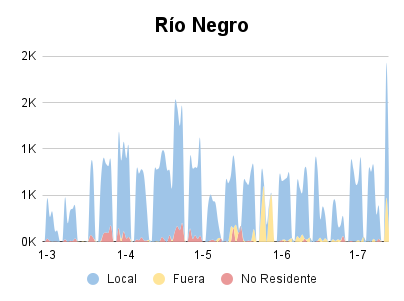 Río Negro
2K
2K
1K
1K
0K
1-3 1-4 1-5 1-6 1-7
Local Fuera No Residente